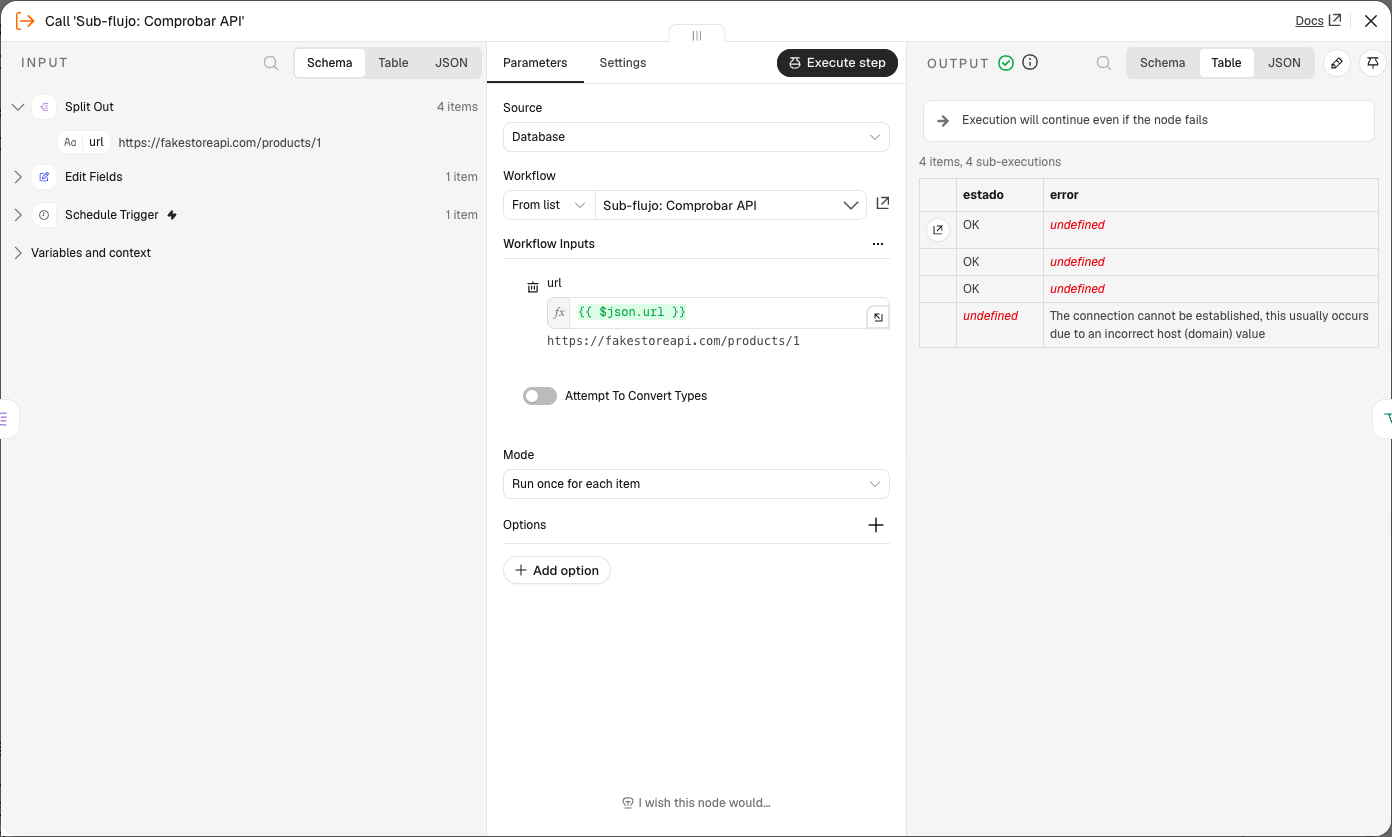 Call 'Sub-flujo: Comprobar API'
Docs
INPUT
Schema Table JSON
Split Out 4 items
Aa url https://fakestoreapi.com/products/1
Edit Fields 1 item
Schedule Trigger 1 item
Variables and context
Parameters Settings Execute step
Source
Database
Workflow
From list Sub-flujo: Comprobar API
Workflow Inputs
url
fx {{ $json.url }}
https://fakestoreapi.com/products/1
Attempt To Convert Types
Mode
Run once for each item
Options
Add option
I wish this node would...
OUTPUT
Schema Table JSON
Execution will continue even if the node fails
4 items, 4 sub-executions
estado error
OK undefined
OK undefined
OK undefined
undefined The connection cannot be established, this usually occurs
due to an incorrect host (domain) value